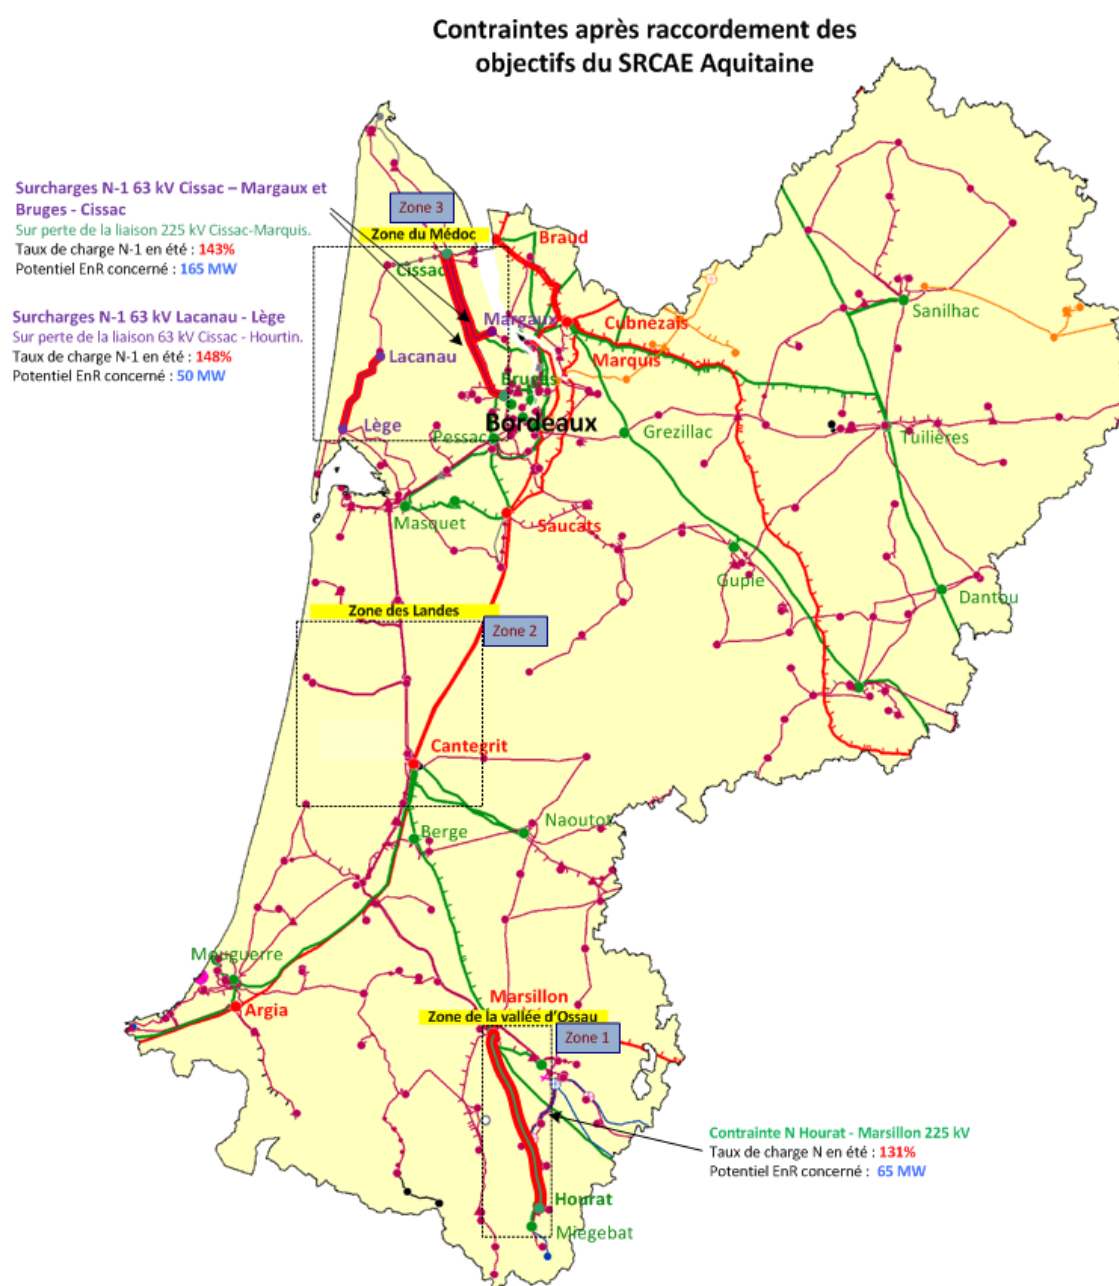 Contraintes après raccordement des
objectifs du SRCAE Aquitaine
Surcharges N-1 63 kV Cissac – Margaux et
Bruges - Cissac
Sur perte de la liaison 225 kV Cissac-Marquis.
Taux de charge N-1 en été : 143%
Potentiel EnR concerné : 165 MW
Surcharges N-1 63 kV Lacanau - Lège
Sur perte de la liaison 63 kV Cissac - Hourtin.
Taux de charge N-1 en été : 148%
Potentiel EnR concerné : 50 MW
Zone 3
Zone du Médoc
Braud
Cissac
Sanilhac
Margaux
Cubnezais
Marquis
Lacanau
Bruges
Bordeaux
Lège
Pessac
Grezillac
Tuilières
Masquet
Saucats
Gupie
Dantou
Zone des Landes
Zone 2
Cantegrit
Naoutot
Berge
Mouguerre
Argia
Marsillon
Zone de la vallée d'Ossau
Zone 1
Contrainte N Hourat - Marsillon 225 kV
Taux de charge N en été : 131%
Potentiel EnR concerné : 65 MW
Hourat
Miegebat